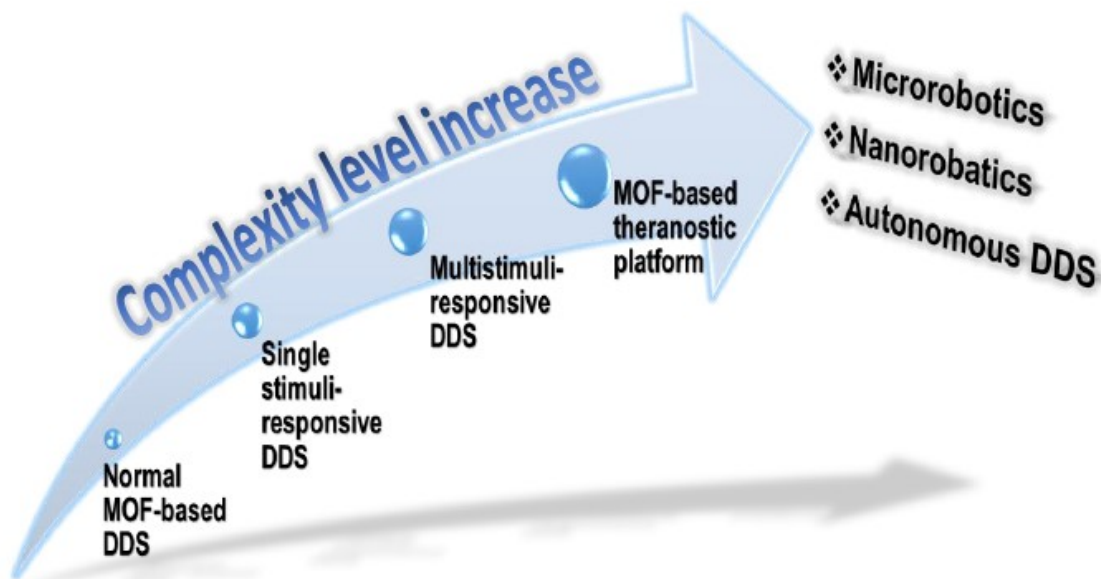 Complexity level increase
Normal
MOF-based
DDS
Single
stimuli-
responsive
DDS
Multistimuli-
responsive
DDS
MOF-based
theranostic
platform
❖ Microrobotics
❖ Nanorobatics
❖ Autonomous DDS